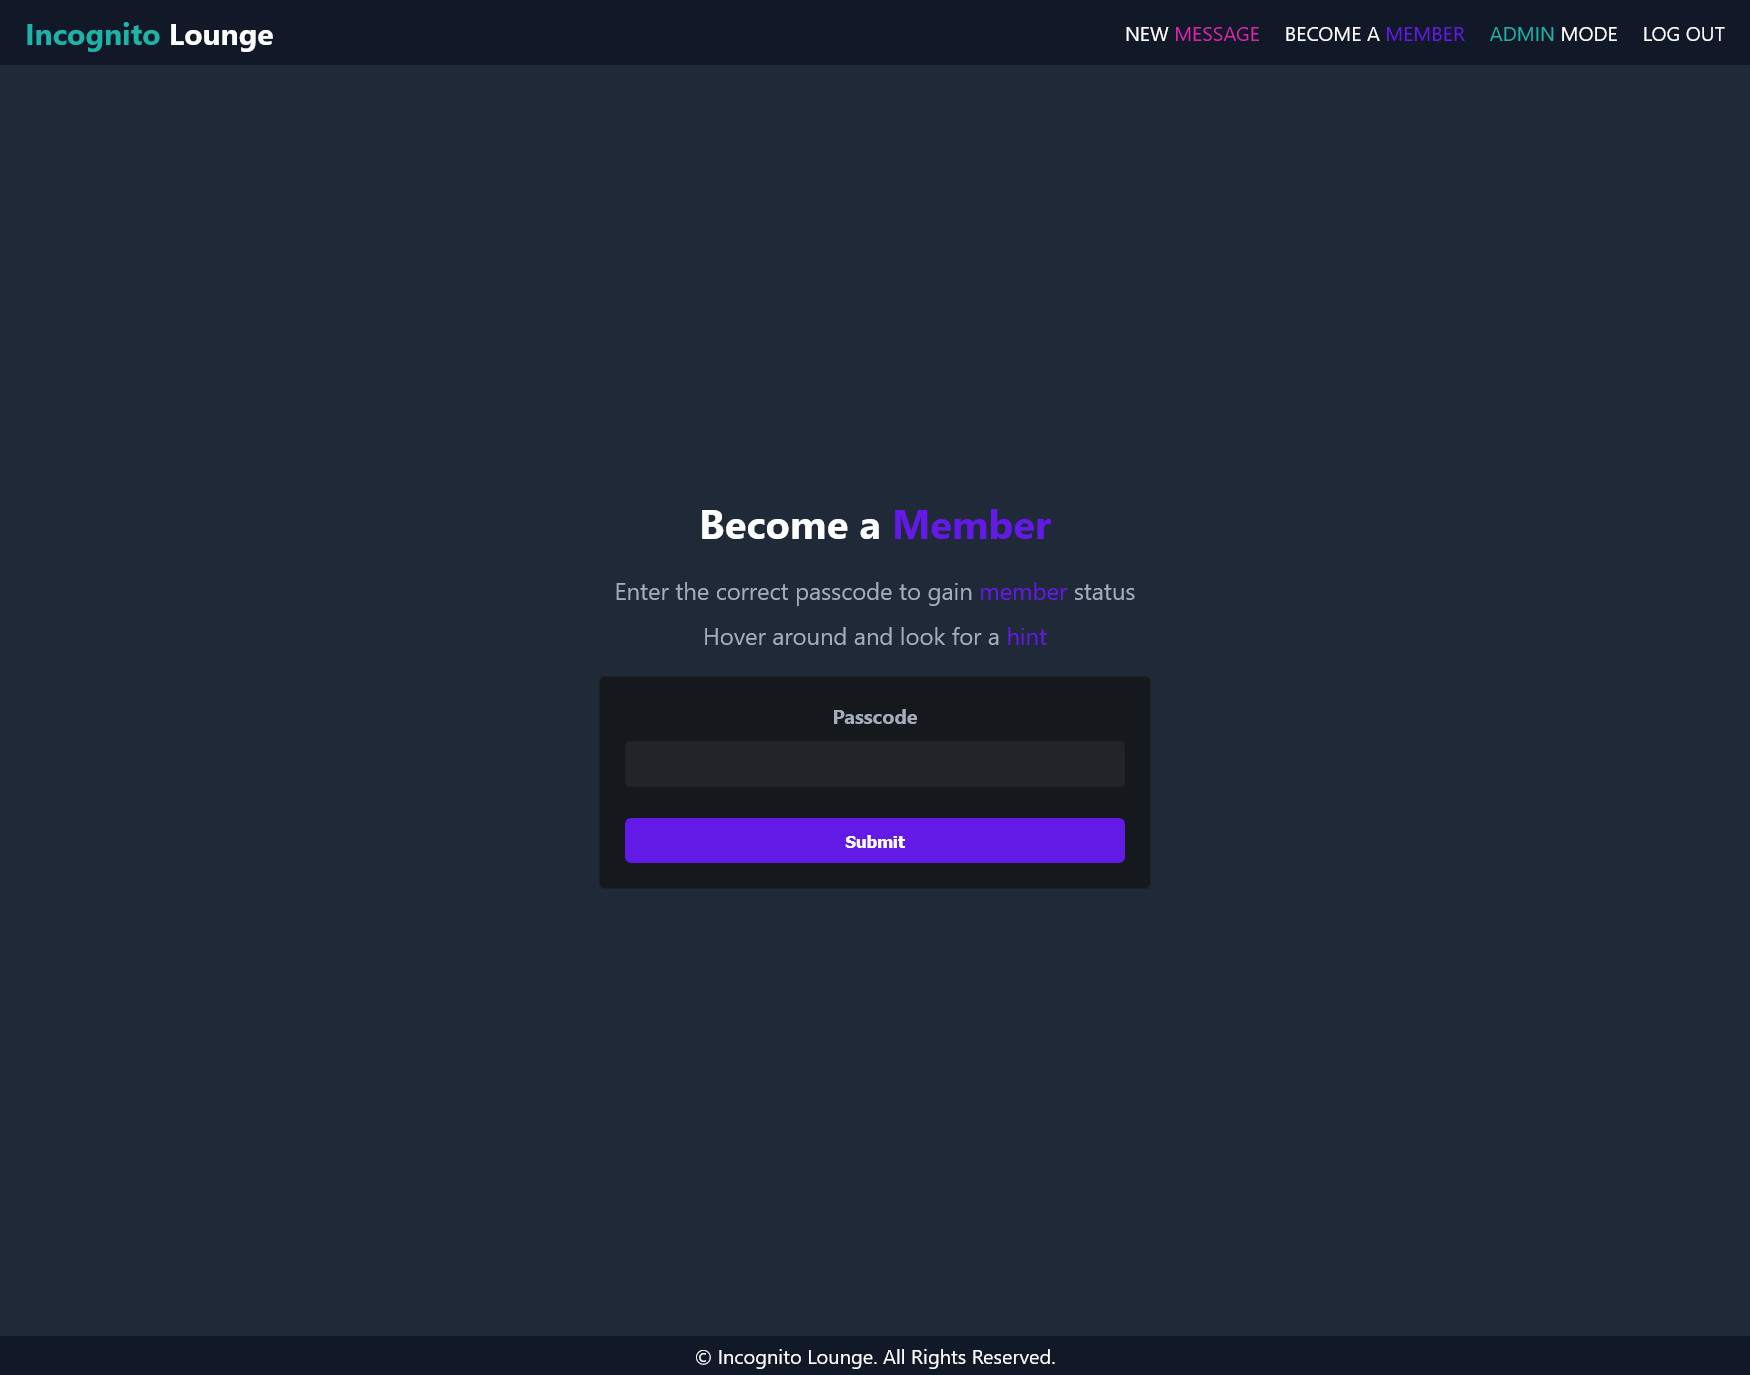 Incognito Lounge
NEW MESSAGE BECOME A MEMBER ADMIN MODE LOG OUT
Become a Member
Enter the correct passcode to gain member status
Hover around and look for a hint
Passcode
Submit
© Incognito Lounge. All Rights Reserved.